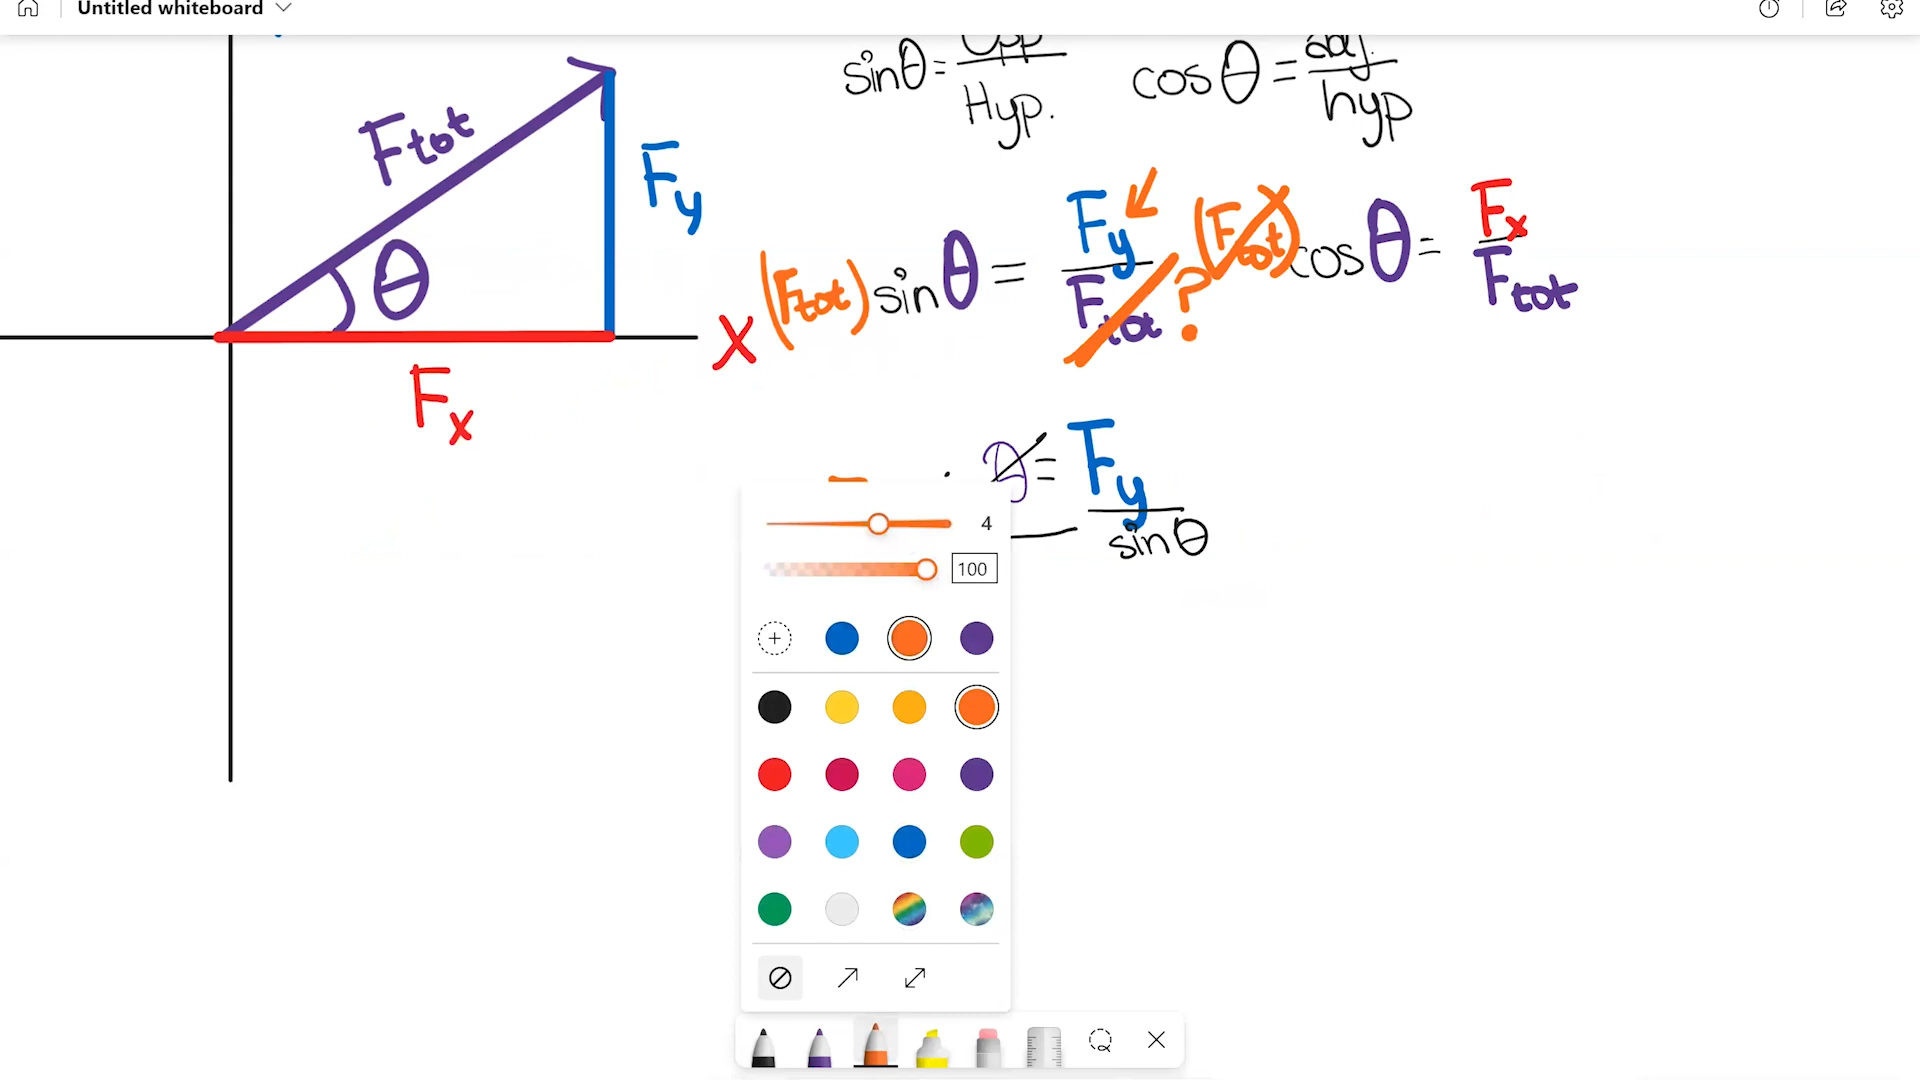 Untitled whiteboard
sinθ = Opp / Hyp.
cosθ = adj. / hyp
Ftot
Fy
θ
Fx
x
(Ftot) sinθ = Fy / Ftot (Ftot) ?
cosθ = Fx / Ftot
θ = Fy / sinθ
4
100